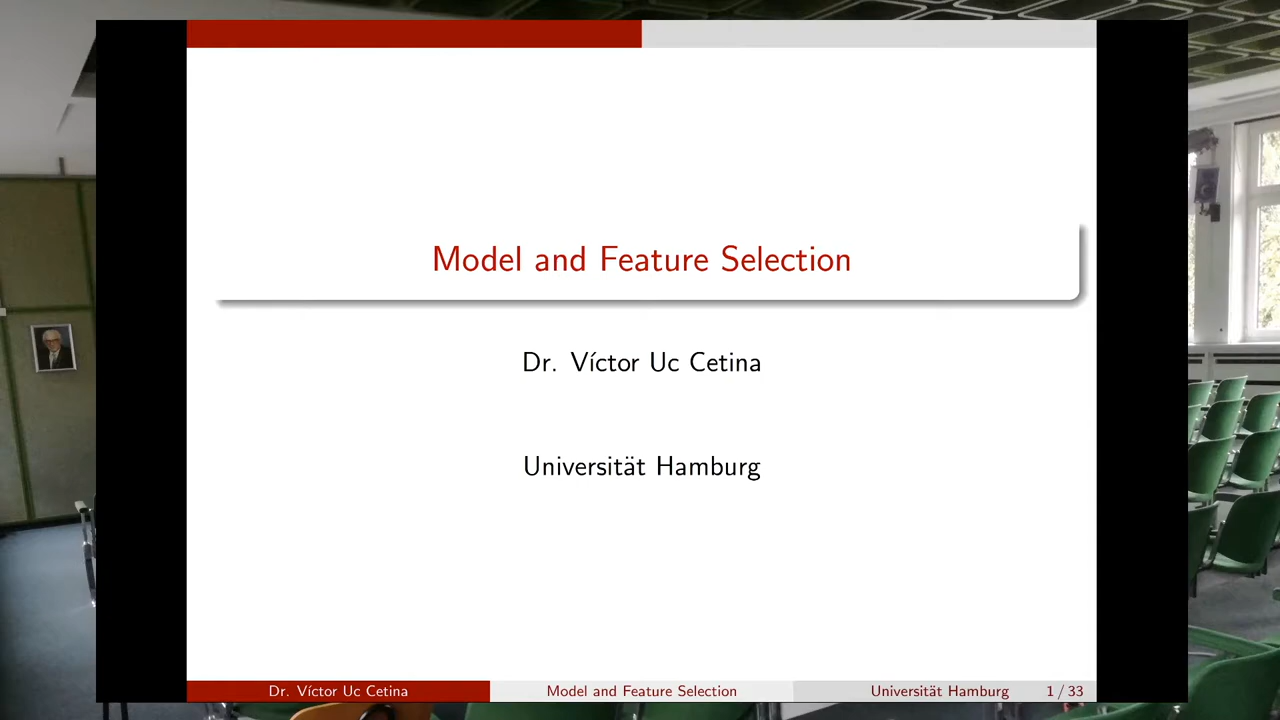 Model and Feature Selection
Dr. Víctor Uc Cetina
Universität Hamburg
Dr. Víctor Uc Cetina
Model and Feature Selection
Universität Hamburg
1 / 33